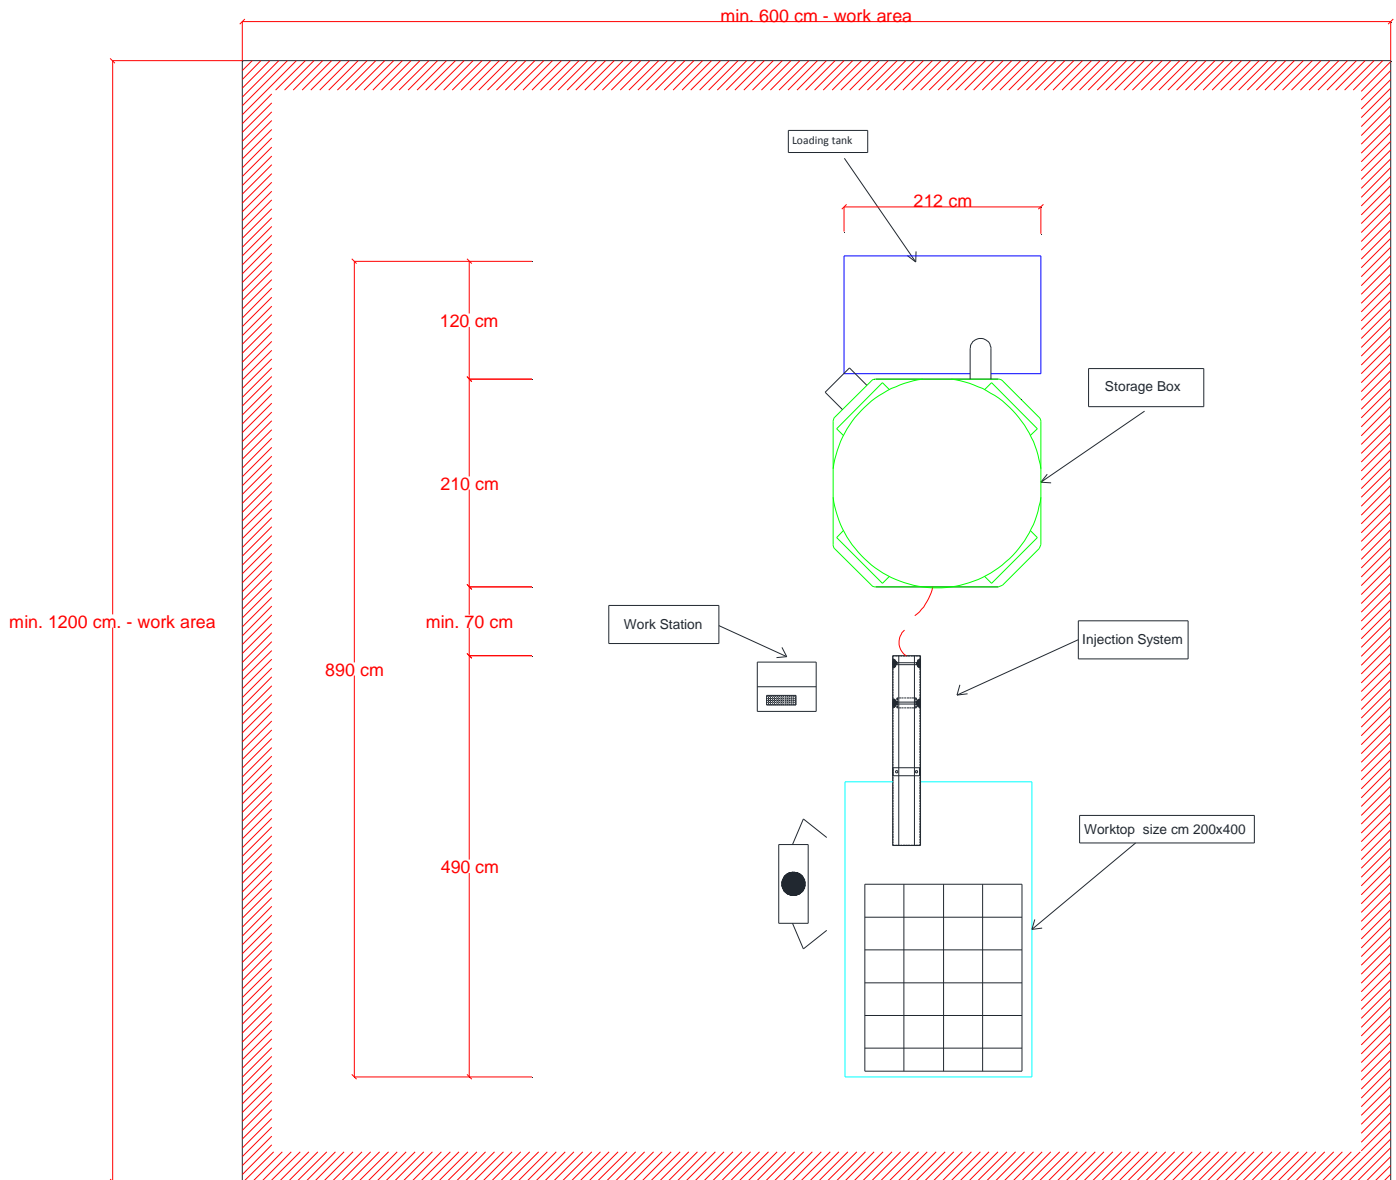 min. 600 cm - work area
Loading tank
212 cm
120 cm
Storage Box
210 cm
min. 1200 cm. - work area
Work Station
min. 70 cm
Injection System
890 cm
Worktop size cm 200x400
490 cm